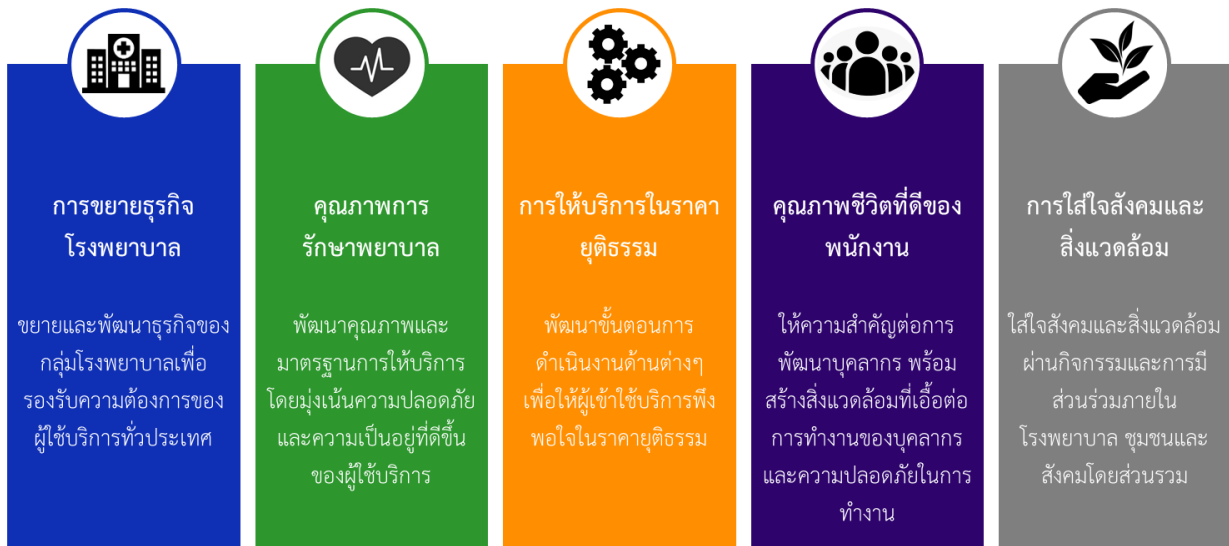 การขยายธุรกิจ
โรงพยาบาล
ขยายและพัฒนาธุรกิจของ
กลุ่มโรงพยาบาลเพื่อ
รองรับความต้องการของ
ผู้ใช้บริการทั่วประเทศ
คุณภาพการ
รักษาพยาบาล
พัฒนาคุณภาพและ
มาตรฐานการให้บริการ
โดยมุ่งเน้นความปลอดภัย
และความเป็นอยู่ที่ดีขึ้น
ของผู้ใช้บริการ
การให้บริการในราคา
ยุติธรรม
พัฒนาขั้นตอนการ
ดำเนินงานด้านต่างๆ
เพื่อให้ผู้เข้าใช้บริการพึง
พอใจในราคายุติธรรม
คุณภาพชีวิตที่ดีของ
พนักงาน
ให้ความสำคัญต่อการ
พัฒนาบุคลากร พร้อม
สร้างสิ่งแวดล้อมที่เอื้อต่อ
การทำงานของบุคลากร
และความปลอดภัยในการ
ทำงาน
การใส่ใจสังคมและ
สิ่งแวดล้อม
ใส่ใจสังคมและสิ่งแวดล้อม
ผ่านกิจกรรมและการมี
ส่วนร่วมภายใน
โรงพยาบาล ชุมชนและ
สังคมโดยส่วนรวม